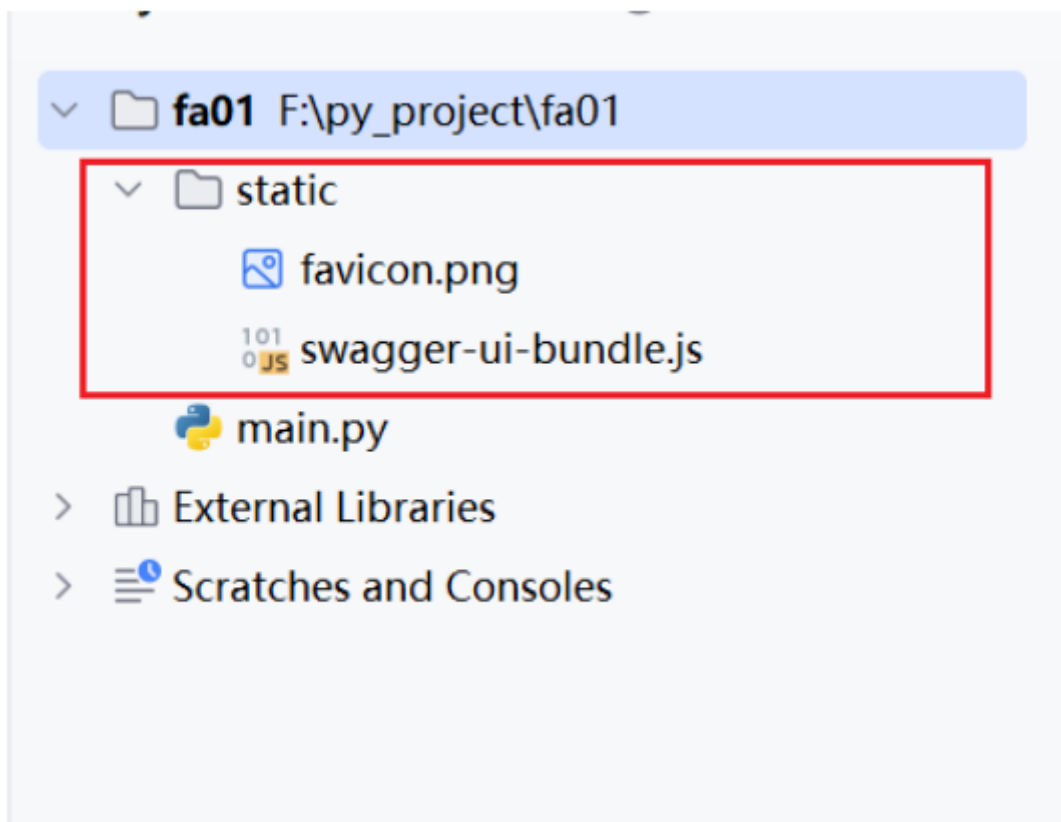 fa01 F:\py_project\fa01
static
favicon.png
swagger-ui-bundle.js
main.py
External Libraries
Scratches and Consoles